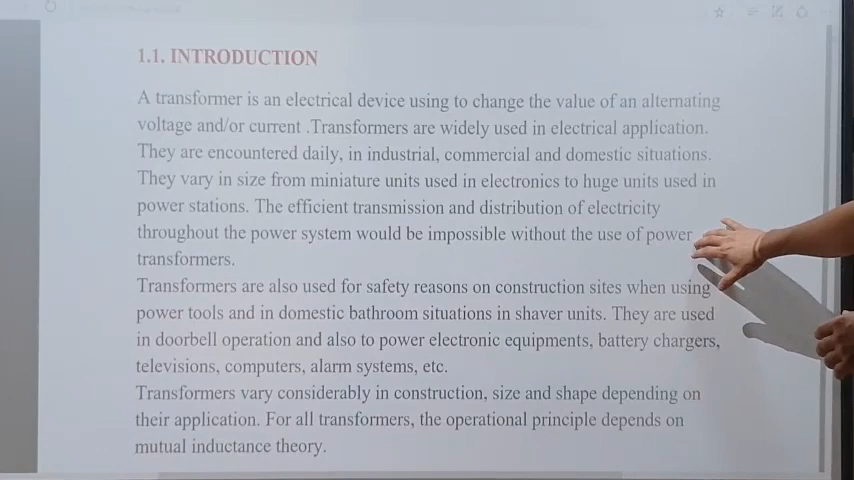 1.1. INTRODUCTION
A transformer is an electrical device using to change the value of an alternating
voltage and/or current .Transformers are widely used in electrical application.
They are encountered daily, in industrial, commercial and domestic situations.
They vary in size from miniature units used in electronics to huge units used in
power stations. The efficient transmission and distribution of electricity
throughout the power system would be impossible without the use of power
transformers.
Transformers are also used for safety reasons on construction sites when using
power tools and in domestic bathroom situations in shaver units. They are used
in doorbell operation and also to power electronic equipments, battery chargers,
televisions, computers, alarm systems, etc.
Transformers vary considerably in construction, size and shape depending on
their application. For all transformers, the operational principle depends on
mutual inductance theory.